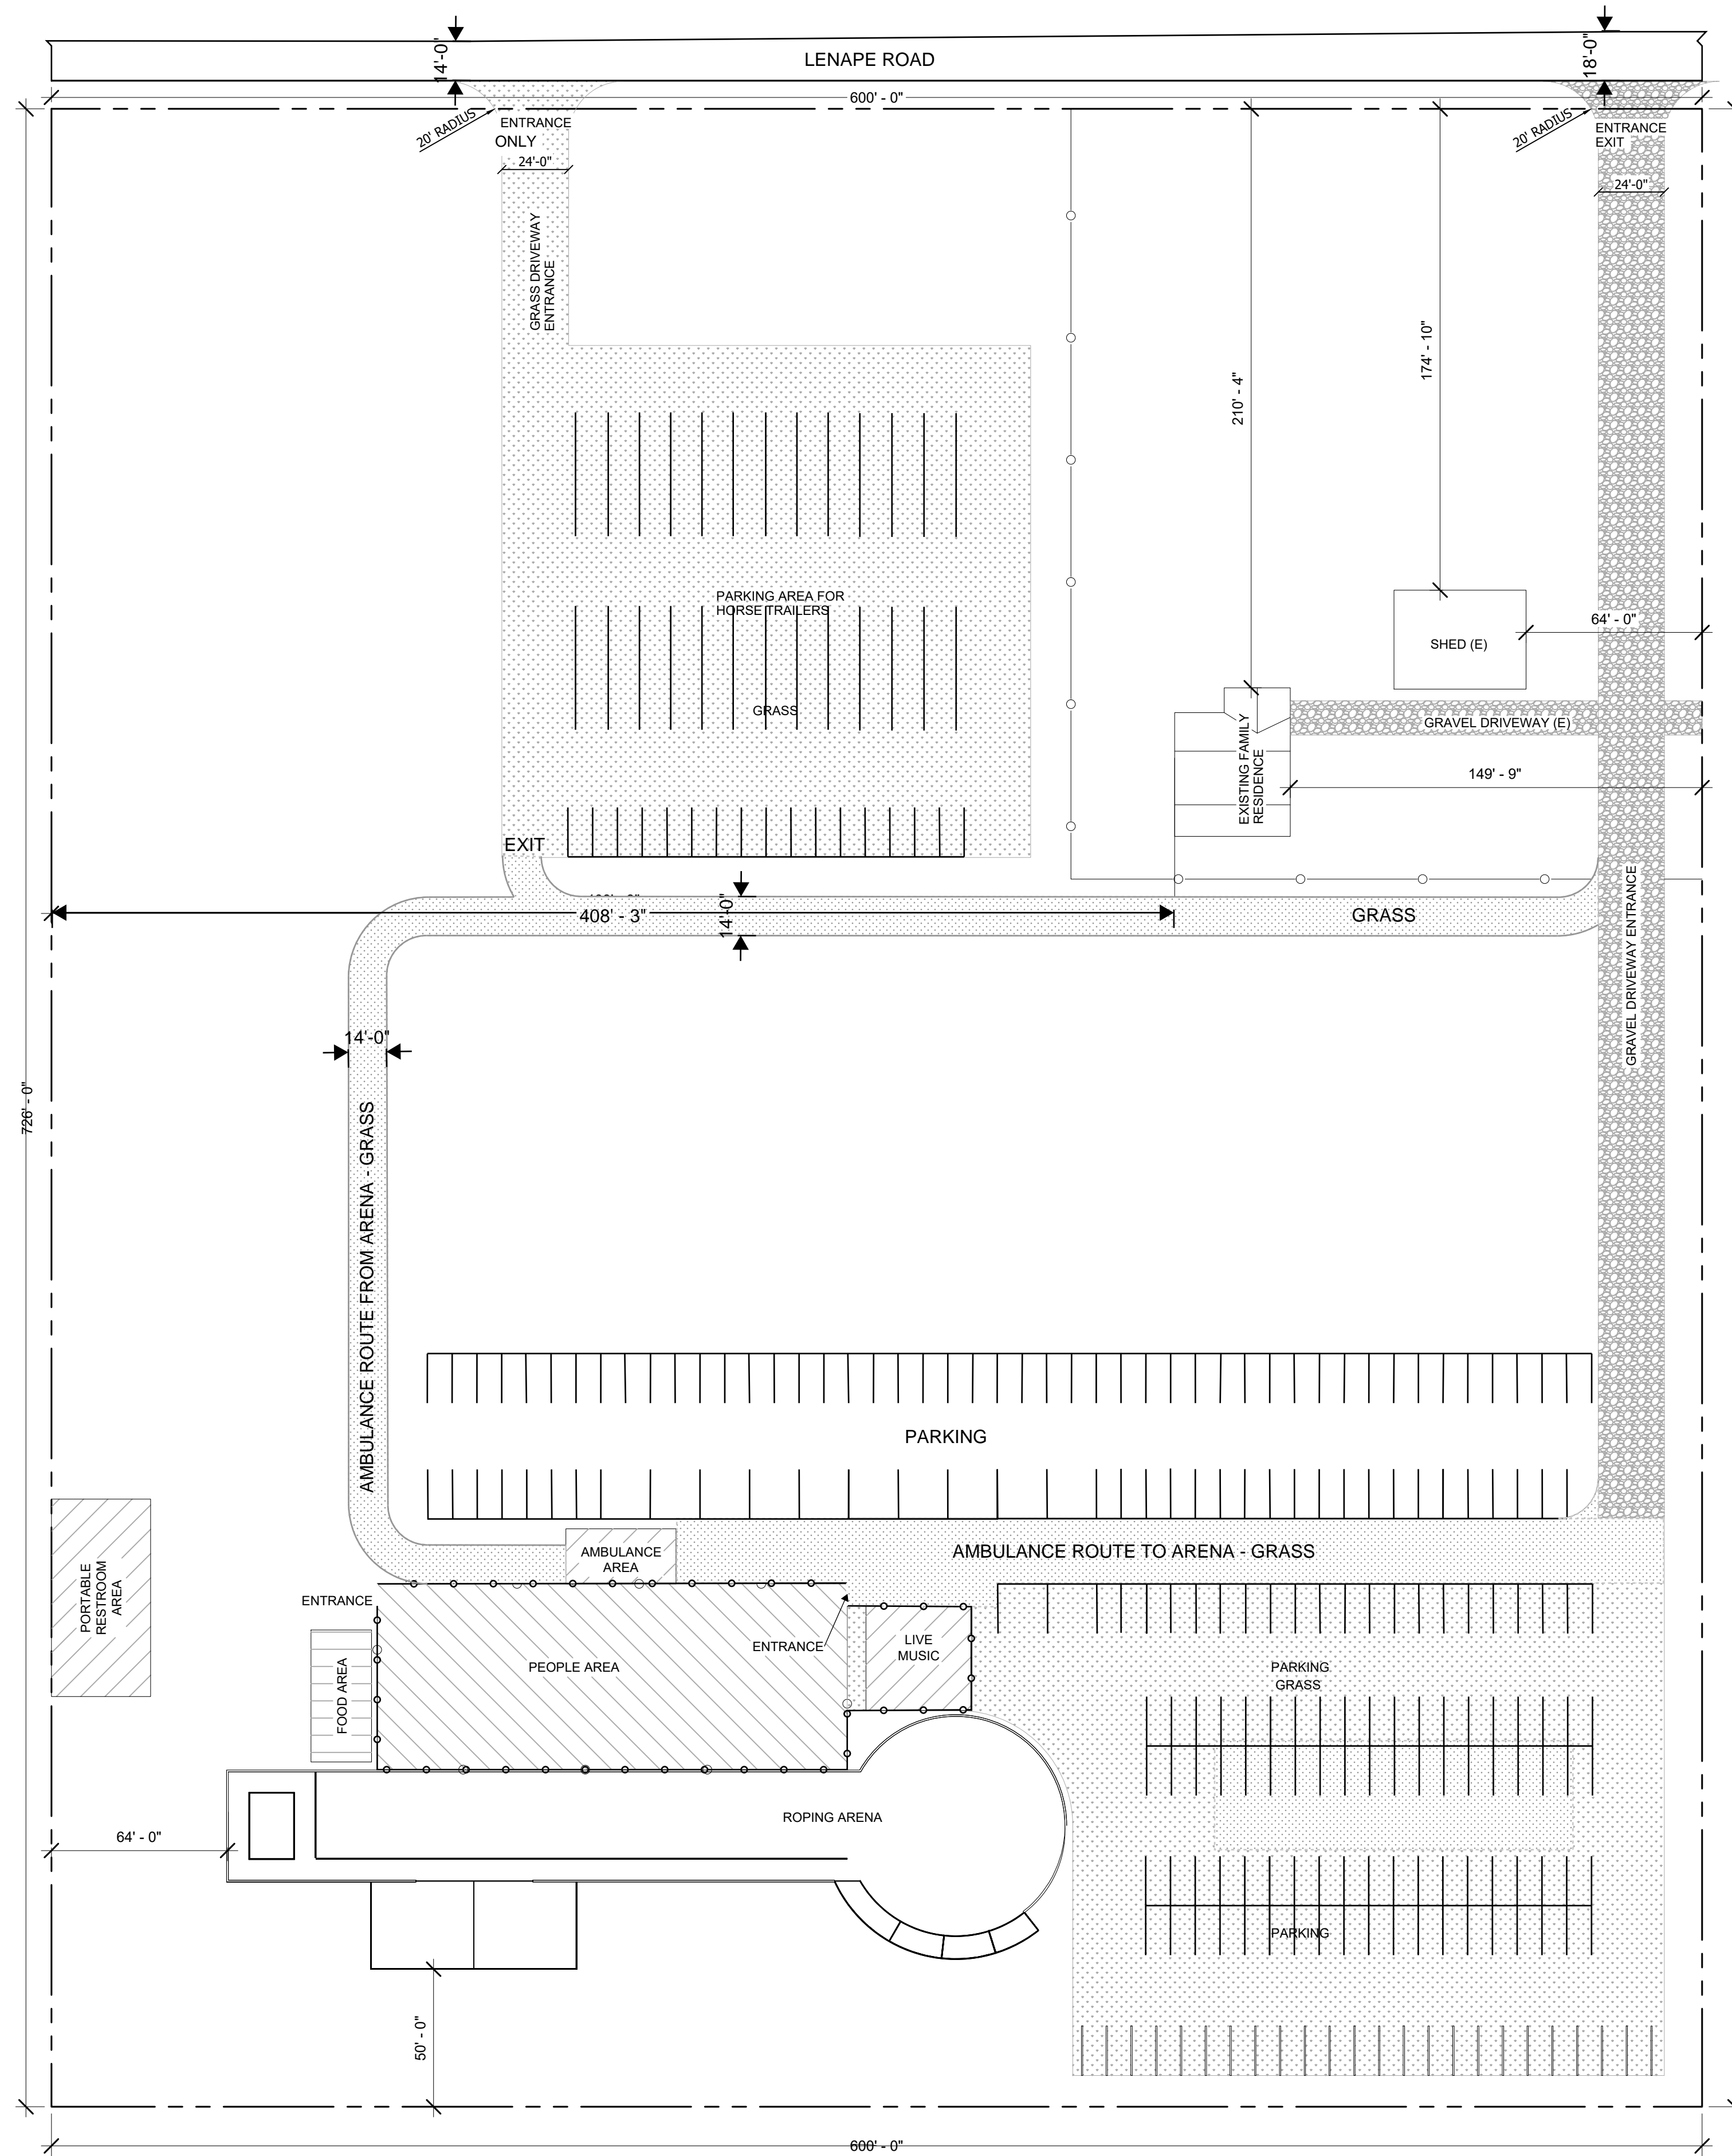 14'-0"
LENAPE ROAD
18'-0"
600' - 0"
20' RADIUS
ENTRANCE
ONLY
24'-0"
20' RADIUS
ENTRANCE
EXIT
24'-0"
GRASS DRIVEWAY
ENTRANCE
210' - 4"
174' - 10"
PARKING AREA FOR
HORSE TRAILERS
GRASS
64' - 0"
SHED (E)
GRAVEL DRIVEWAY (E)
EXISTING FAMILY
RESIDENCE
149' - 9"
EXIT
408' - 3"
14'-0"
GRASS
GRAVEL DRIVEWAY ENTRANCE
14'-0"
726' - 0"
AMBULANCE ROUTE FROM ARENA - GRASS
PARKING
PORTABLE
RESTROOM
AREA
AMBULANCE
AREA
AMBULANCE ROUTE TO ARENA - GRASS
ENTRANCE
FOOD AREA
PEOPLE AREA
ENTRANCE
LIVE
MUSIC
PARKING
GRASS
ROPING ARENA
64' - 0"
PARKING
50' - 0"
600' - 0"